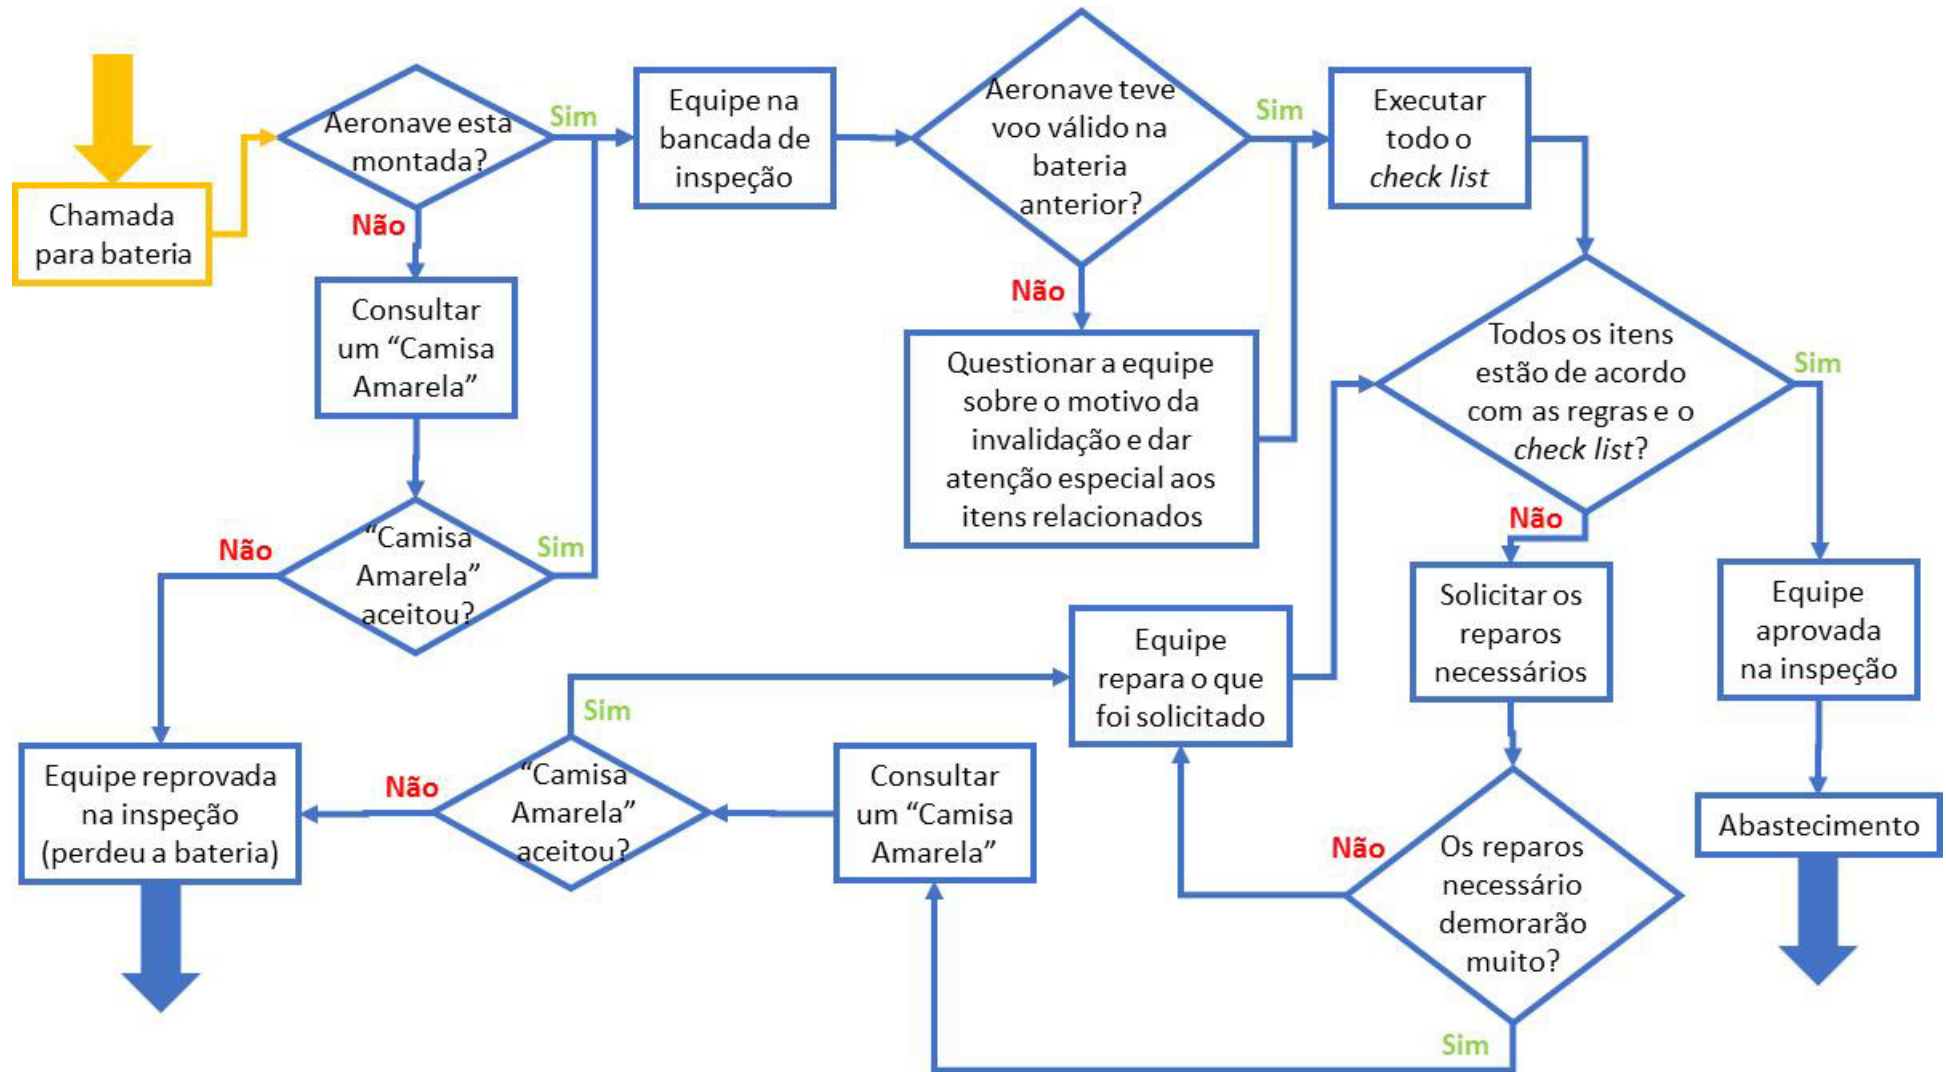 Chamada
para bateria
Aeronave esta
montada?
Sim
Não
Consultar
um “Camisa
Amarela”
“Camisa
Amarela”
aceitou?
Não
Sim
Equipe na
bancada de
inspeção
Aeronave teve
voo válido na
bateria
anterior?
Sim
Não
Questionar a equipe
sobre o motivo da
invalidação e dar
atenção especial aos
itens relacionados
Executar
todo o
check list
Todos os itens
estão de acordo
com as regras e o
check list?
Sim
Não
Solicitar os
reparos
necessários
Equipe
aprovada
na inspeção
Abastecimento
Os reparos
necessário
demorarão
muito?
Não
Sim
Equipe
repara o que
foi solicitado
Consultar
um “Camisa
Amarela”
“Camisa
Amarela”
aceitou?
Sim
Não
Equipe reprovada
na inspeção
(perdeu a bateria)